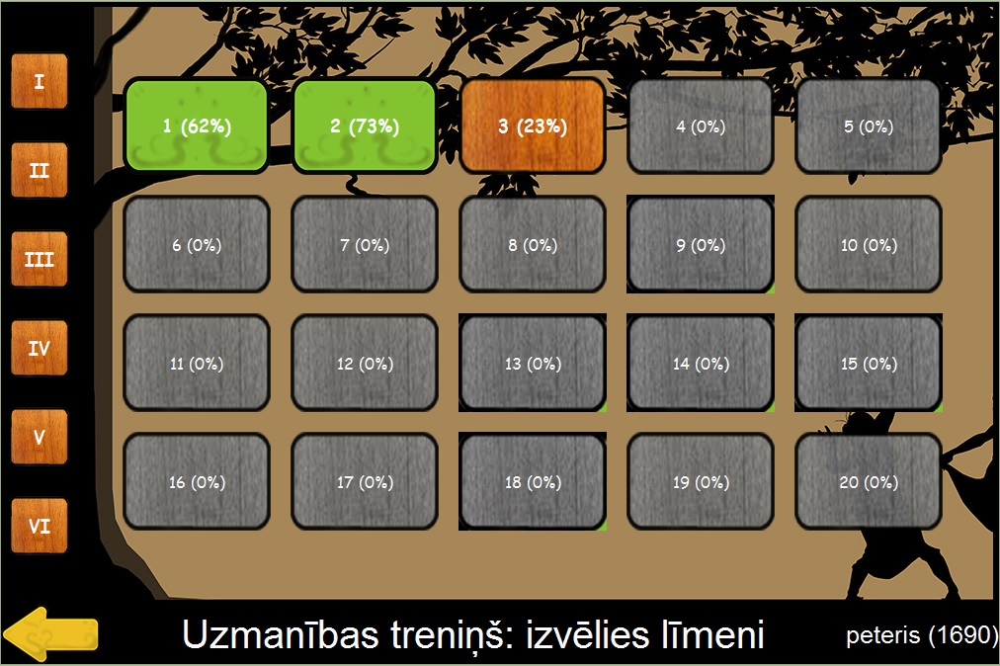 I
II
III
IV
V
VI
1 (62%)
2 (73%)
3 (23%)
4 (0%)
5 (0%)
6 (0%)
7 (0%)
8 (0%)
9 (0%)
10 (0%)
11 (0%)
12 (0%)
13 (0%)
14 (0%)
15 (0%)
16 (0%)
17 (0%)
18 (0%)
19 (0%)
20 (0%)
Uzmanības treniņš: izvēlies līmeni
peteris (1690)